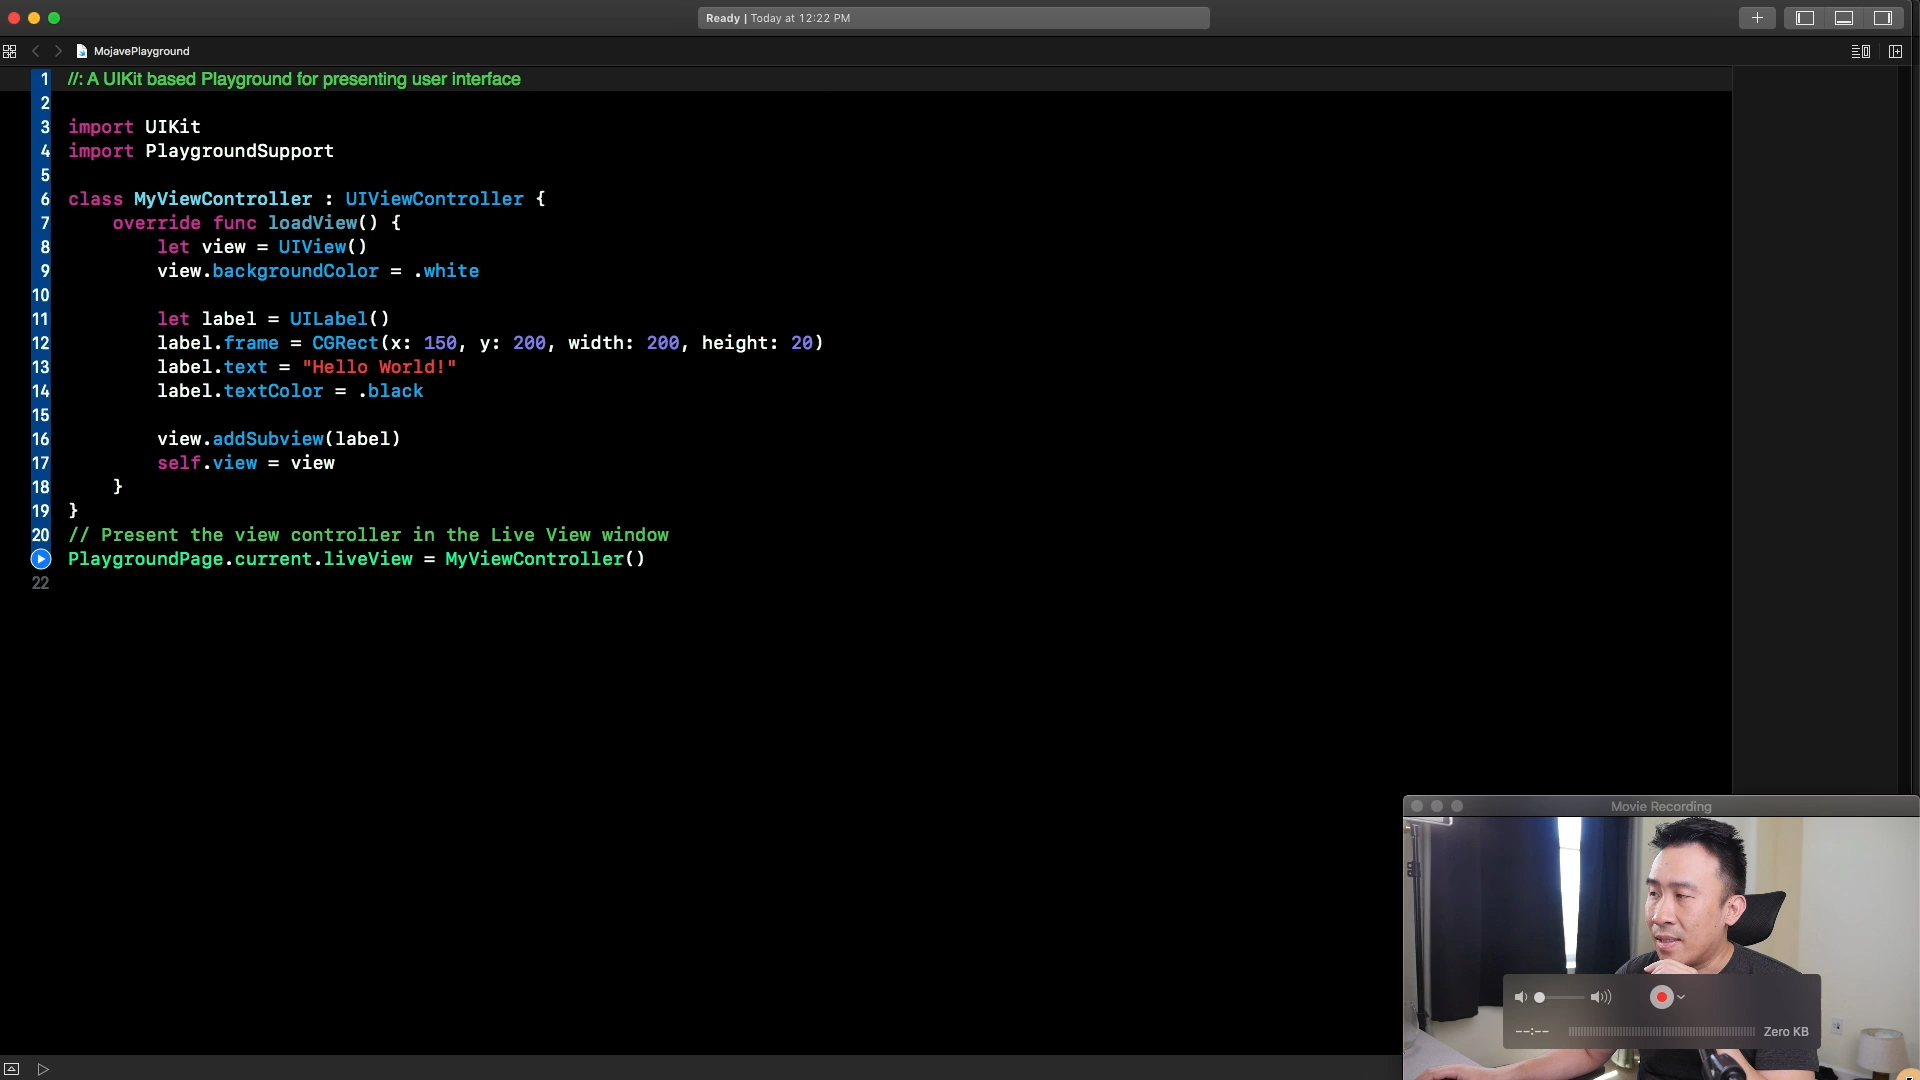 Ready | Today at 12:22 PM
MojavePlayground
1 //: A UIKit based Playground for presenting user interface
2
3 import UIKit
4 import PlaygroundSupport
5
6 class MyViewController : UIViewController {
7 override func loadView() {
8 let view = UIView()
9 view.backgroundColor = .white
10
11 let label = UILabel()
12 label.frame = CGRect(x: 150, y: 200, width: 200, height: 20)
13 label.text = "Hello World!"
14 label.textColor = .black
15
16 view.addSubview(label)
17 self.view = view
18 }
19 }
20 // Present the view controller in the Live View window
PlaygroundPage.current.liveView = MyViewController()
22
Movie Recording
--:--
Zero KB